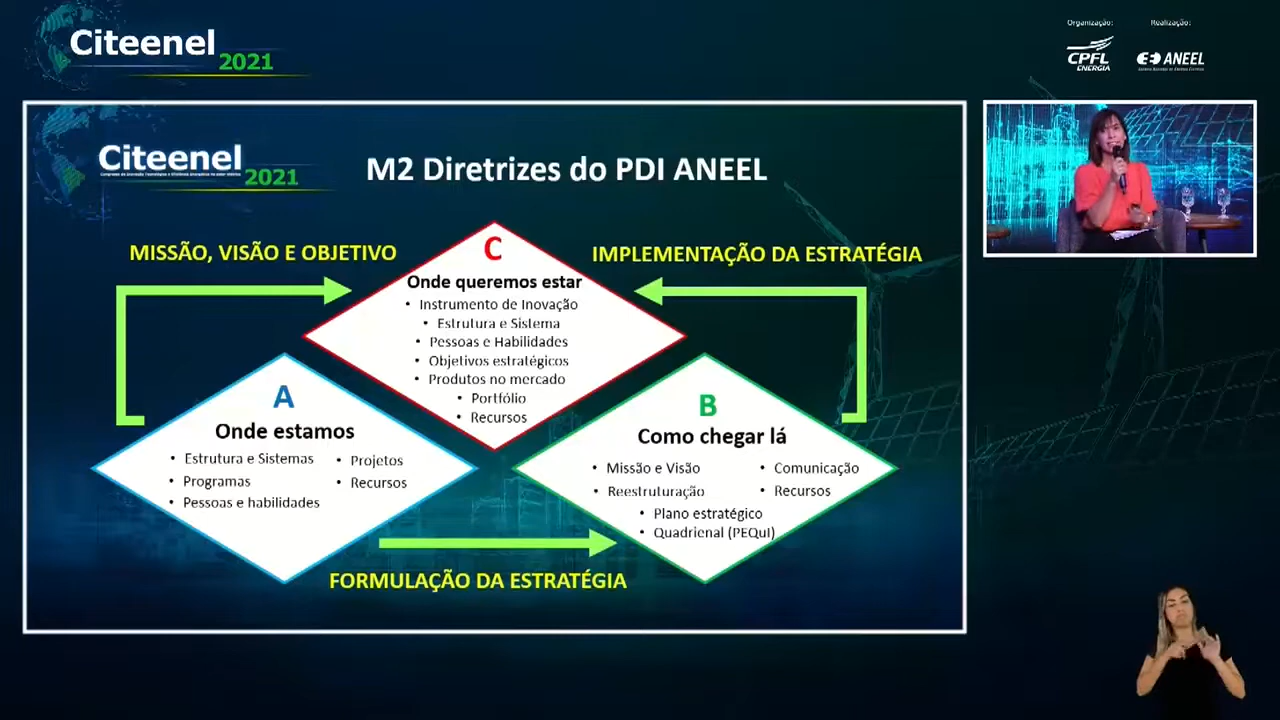 Citeenel
2021
Organização:
Realização:
CPFL
ENERGIA
ANEEL
Citeenel
2021
M2 Diretrizes do PDI ANEEL
MISSÃO, VISÃO E OBJETIVO
IMPLEMENTAÇÃO DA ESTRATÉGIA
C
Onde queremos estar
• Instrumento de Inovação
• Estrutura e Sistema
• Pessoas e Habilidades
• Objetivos estratégicos
• Produtos no mercado
• Portfólio
• Recursos
A
Onde estamos
• Estrutura e Sistemas
• Programas
• Pessoas e habilidades
• Projetos
• Recursos
B
Como chegar lá
• Missão e Visão
• Reestruturação
• Comunicação
• Recursos
• Plano estratégico
• Quadrienal (PEQuI)
FORMULAÇÃO DA ESTRATÉGIA